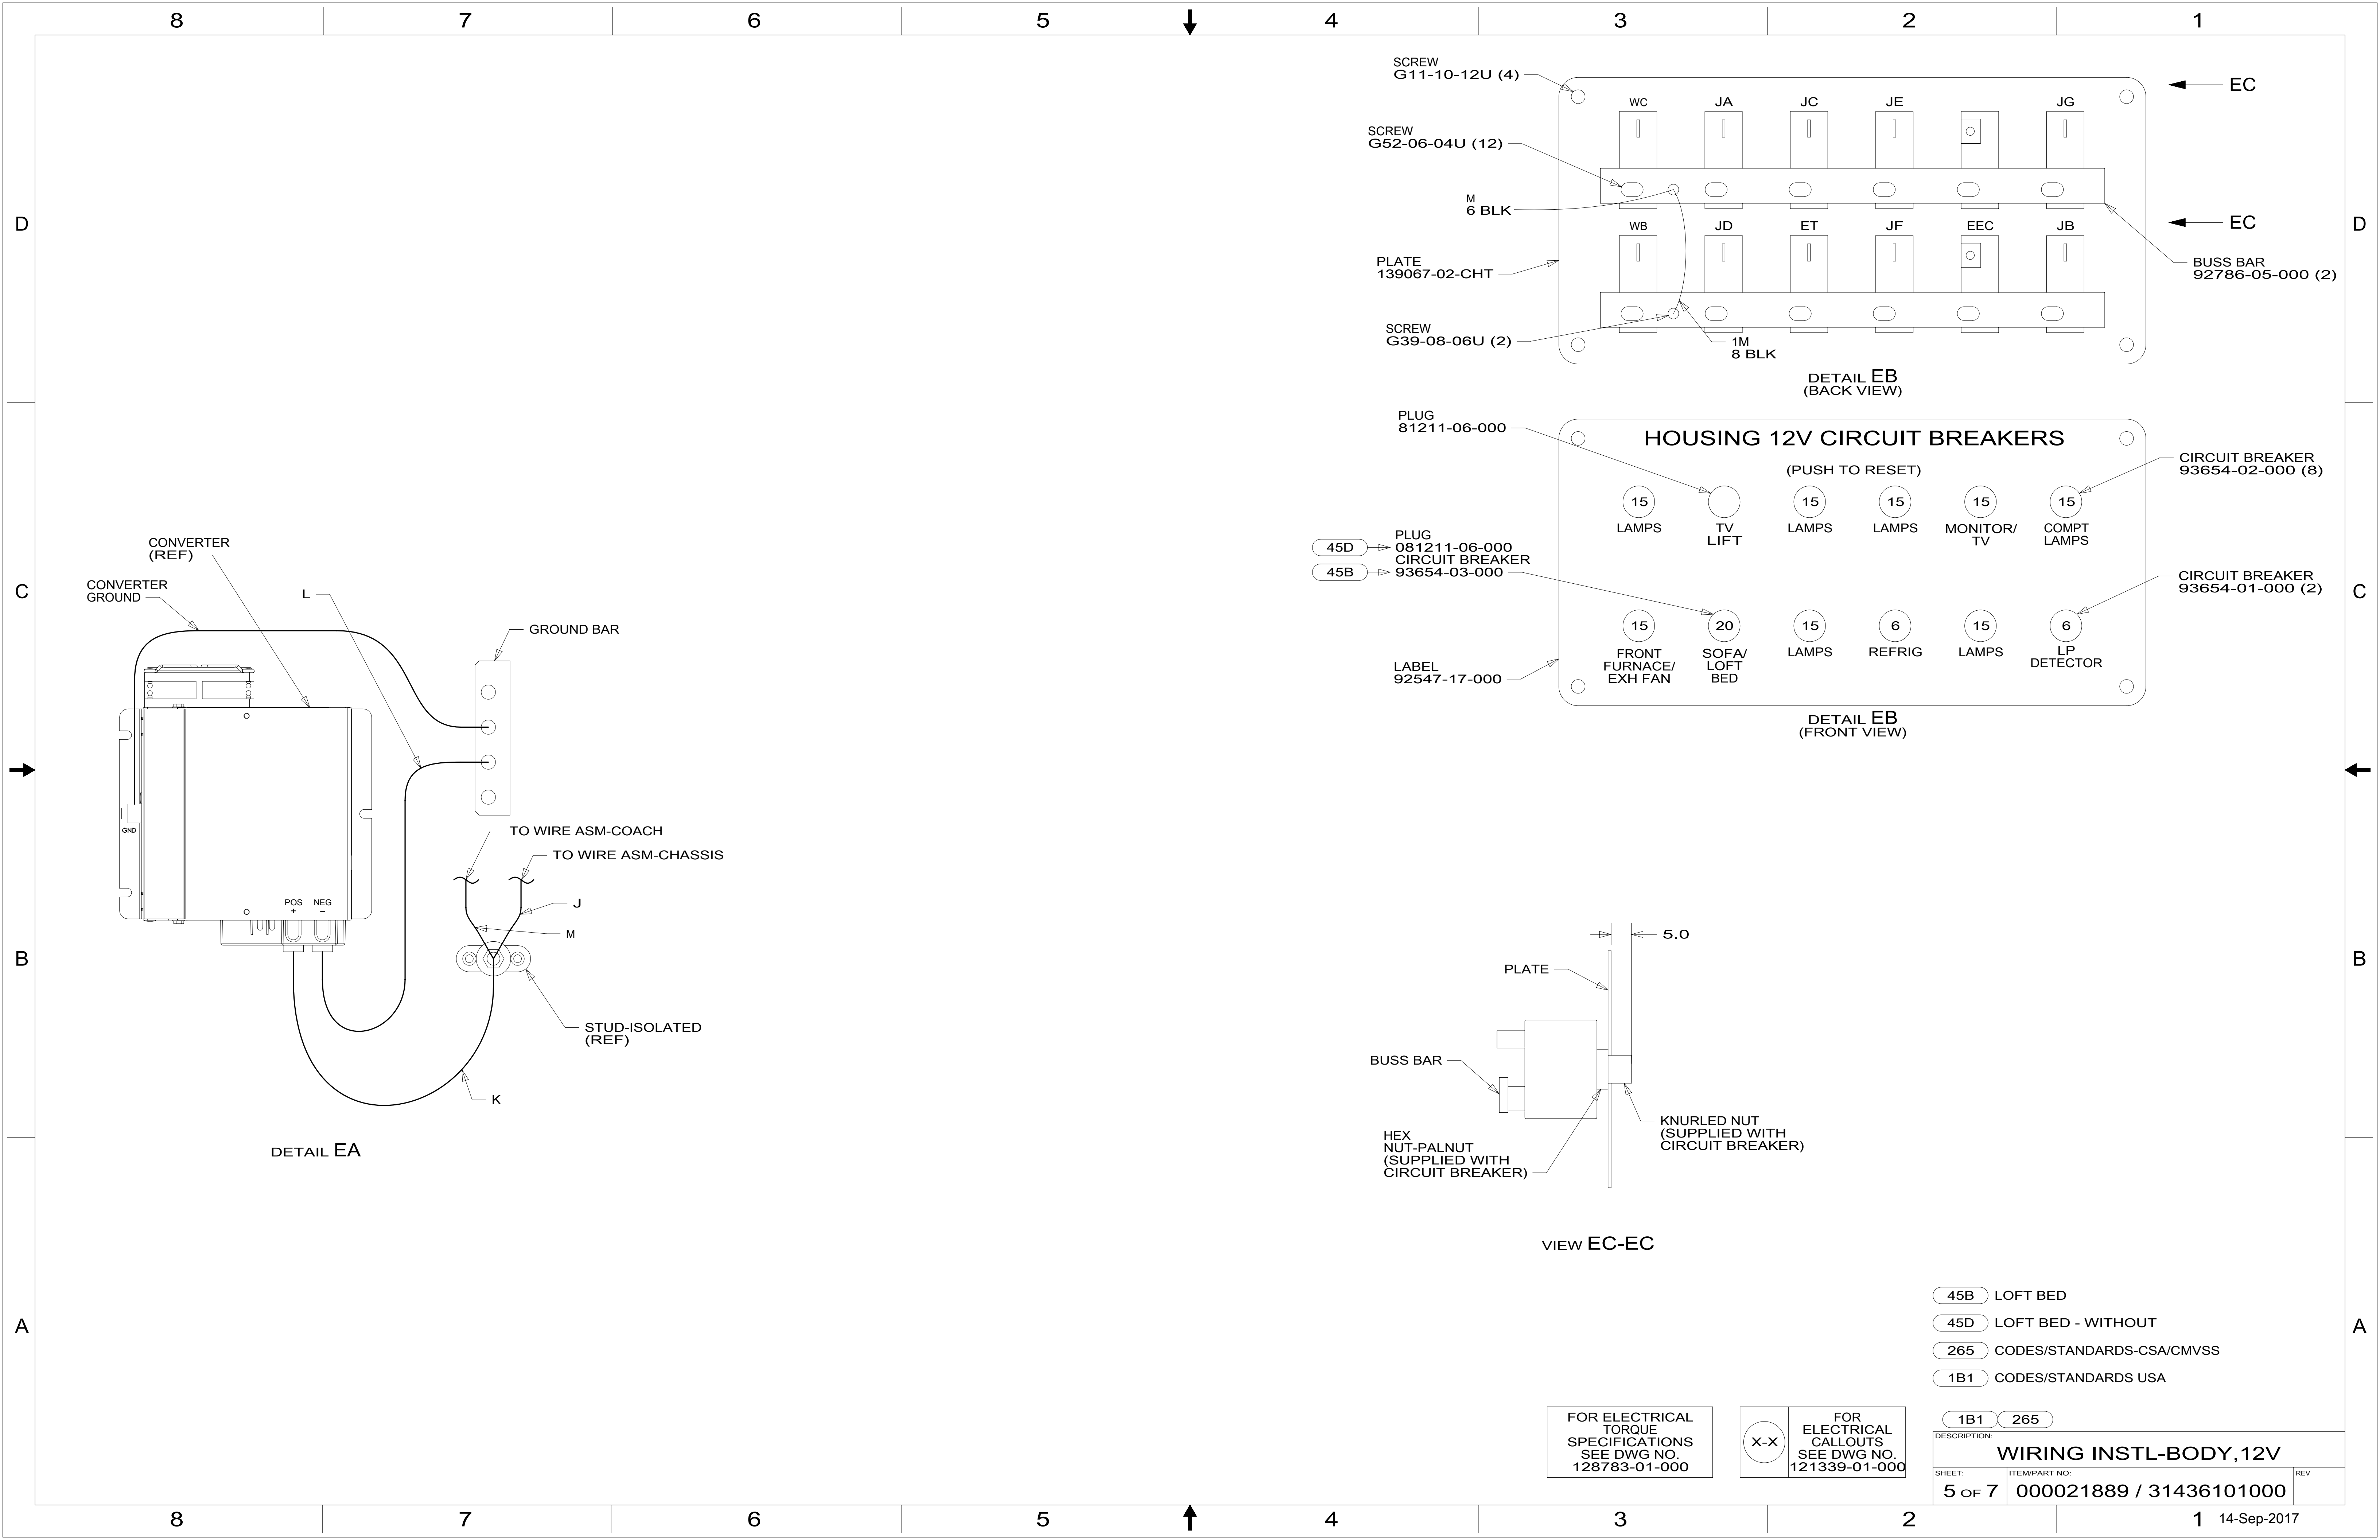 8 7 6 5 4 3 2 1
D
C
B
A
D
C
B
A
SCREW
G11-10-12U (4)
SCREW
G52-06-04U (12)
M
6 BLK
PLATE
139067-02-CHT
SCREW
G39-08-06U (2)
WC JA JC JE JG
WB JD ET JF EEC JB
1M
8 BLK
EC
EC
BUSS BAR
92786-05-000 (2)
DETAIL EB
(BACK VIEW)
PLUG
81211-06-000
HOUSING 12V CIRCUIT BREAKERS
(PUSH TO RESET)
15 15 15 15 15
LAMPS
TV
LIFT
LAMPS
LAMPS
MONITOR/
TV
COMPT
LAMPS
CIRCUIT BREAKER
93654-02-000 (8)
45D
PLUG
081211-06-000
45B
CIRCUIT BREAKER
93654-03-000
15 20 15 6 15 6
FRONT
FURNACE/
EXH FAN
SOFA/
LOFT
BED
LAMPS
REFRIG
LAMPS
LP
DETECTOR
CIRCUIT BREAKER
93654-01-000 (2)
LABEL
92547-17-000
DETAIL EB
(FRONT VIEW)
CONVERTER
(REF)
CONVERTER
GROUND
L
GROUND BAR
GND
POS
+
NEG
–
TO WIRE ASM-COACH
TO WIRE ASM-CHASSIS
J
M
STUD-ISOLATED
(REF)
K
DETAIL EA
5.0
PLATE
BUSS BAR
HEX
NUT-PALNUT
(SUPPLIED WITH
CIRCUIT BREAKER)
KNURLED NUT
(SUPPLIED WITH
CIRCUIT BREAKER)
VIEW EC-EC
45B LOFT BED
45D LOFT BED - WITHOUT
265 CODES/STANDARDS-CSA/CMVSS
1B1 CODES/STANDARDS USA
FOR ELECTRICAL
TORQUE
SPECIFICATIONS
SEE DWG NO.
128783-01-000
X-X
FOR
ELECTRICAL
CALLOUTS
SEE DWG NO.
121339-01-000
1B1 265
DESCRIPTION:
WIRING INSTL-BODY,12V
SHEET:
5 OF 7
ITEM/PART NO:
000021889 / 31436101000
REV
8 7 6 5 4 3 2 1
14-Sep-2017